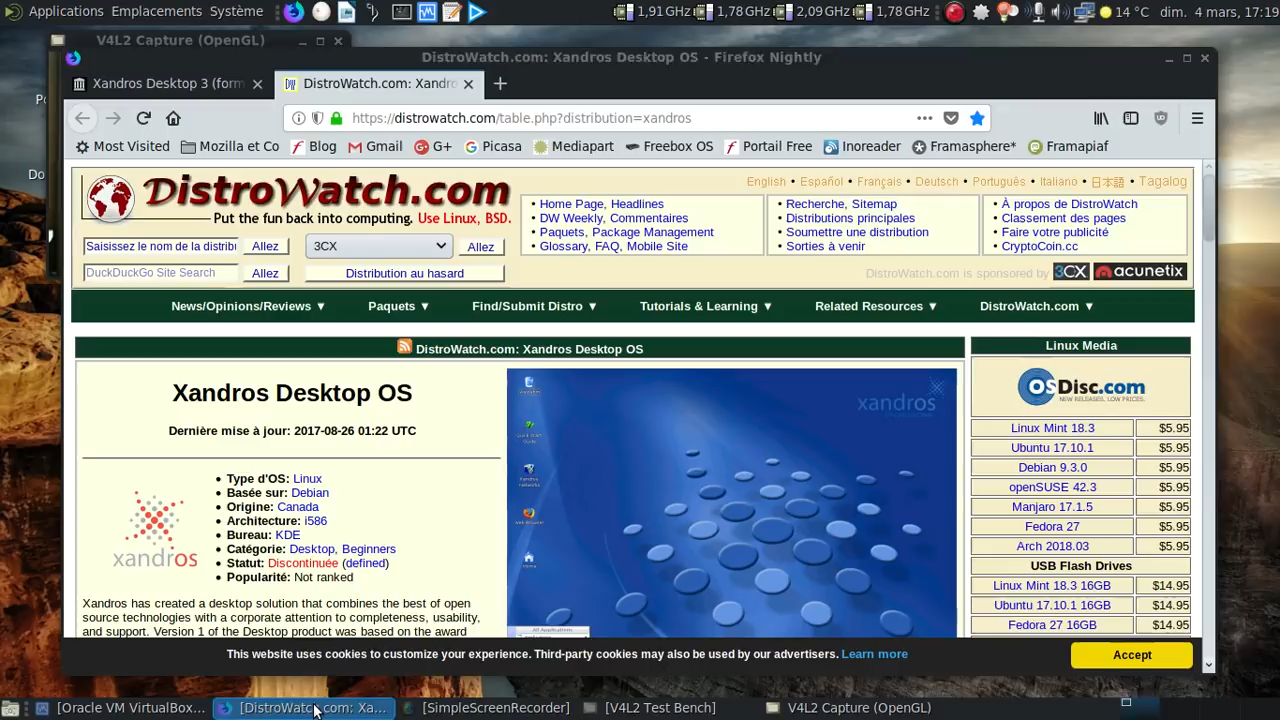 Applications Emplacements Système
1,91 GHz 1,78 GHz 2,09 GHz 1,78 GHz 14 °C dim. 4 mars, 17:19
V4L2 Capture (OpenGL)
DistroWatch.com: Xandros Desktop OS - Firefox Nightly
Xandros Desktop 3 (form
DistroWatch.com: Xandro
https://distrowatch.com/table.php?distribution=xandros
Most Visited Mozilla et Co Blog Gmail G+ Picasa Mediapart Freebox OS Portail Free Inoreader Framasphere* Framapiaf
DistroWatch.com
Put the fun back into computing. Use Linux, BSD.
English • Español • Français • Deutsch • Português • Italiano • 日本語 • Tagalog
Saisissez le nom de la distribu Allez 3CX Allez
DuckDuckGo Site Search Allez Distribution au hasard
• Home Page, Headlines
• DW Weekly, Commentaires
• Paquets, Package Management
• Glossary, FAQ, Mobile Site
• Recherche, Sitemap
• Distributions principales
• Soumettre une distribution
• Sorties à venir
• À propos de DistroWatch
• Classement des pages
• Faire votre publicité
• CryptoCoin.cc
DistroWatch.com is sponsored by 3CX acunetix
News/Opinions/Reviews ▼ Paquets ▼ Find/Submit Distro ▼ Tutorials & Learning ▼ Related Resources ▼ DistroWatch.com ▼
DistroWatch.com: Xandros Desktop OS
Xandros Desktop OS
Dernière mise à jour: 2017-08-26 01:22 UTC
xandros
• Type d'OS: Linux
• Basée sur: Debian
• Origine: Canada
• Architecture: i586
• Bureau: KDE
• Catégorie: Desktop, Beginners
• Statut: Discontinuée (defined)
• Popularité: Not ranked
Xandros has created a desktop solution that combines the best of open
source technologies with a corporate attention to completeness, usability,
and support. Version 1 of the Desktop product was based on the award
xandros
Home
Linux Media
OSDisc.com
NEW RELEASES. LOW PRICES.
Linux Mint 18.3 $5.95
Ubuntu 17.10.1 $5.95
Debian 9.3.0 $5.95
openSUSE 42.3 $5.95
Manjaro 17.1.5 $5.95
Fedora 27 $5.95
Arch 2018.03 $5.95
USB Flash Drives
Linux Mint 18.3 16GB $14.95
Ubuntu 17.10.1 16GB $14.95
Fedora 27 16GB $14.95
This website uses cookies to customize your experience. Third-party cookies may also be used by our advertisers. Learn more
Accept
[Oracle VM VirtualBox... [DistroWatch.com: Xa... [SimpleScreenRecorder] [V4L2 Test Bench] V4L2 Capture (OpenGL)